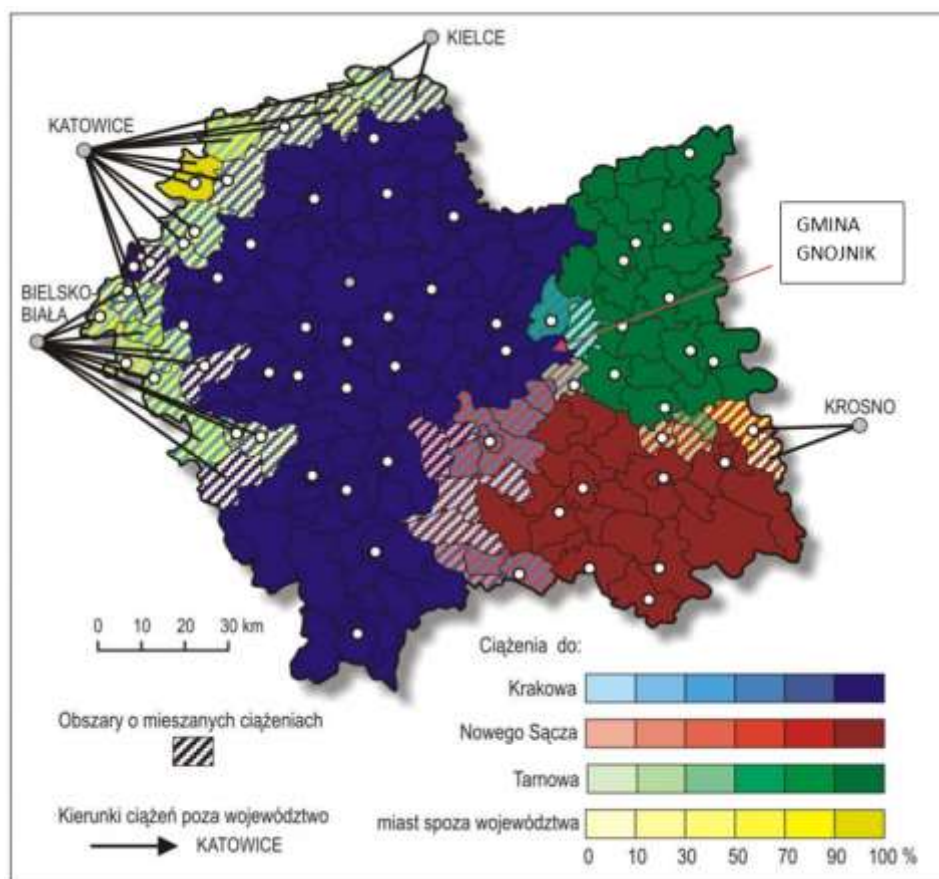 KIELCE
KATOWICE
GMINA
GNOJNIK
BIELSKO-
BIAŁA
KROSNO
0 10 20 30 km
Ciążenia do:
Krakowa
Obszary o mieszanych ciążeniach
Nowego Sącza
Tarnowa
Kierunki ciążeń poza województwo
KATOWICE
miast spoza województwa
0 10 30 50 70 90 100 %